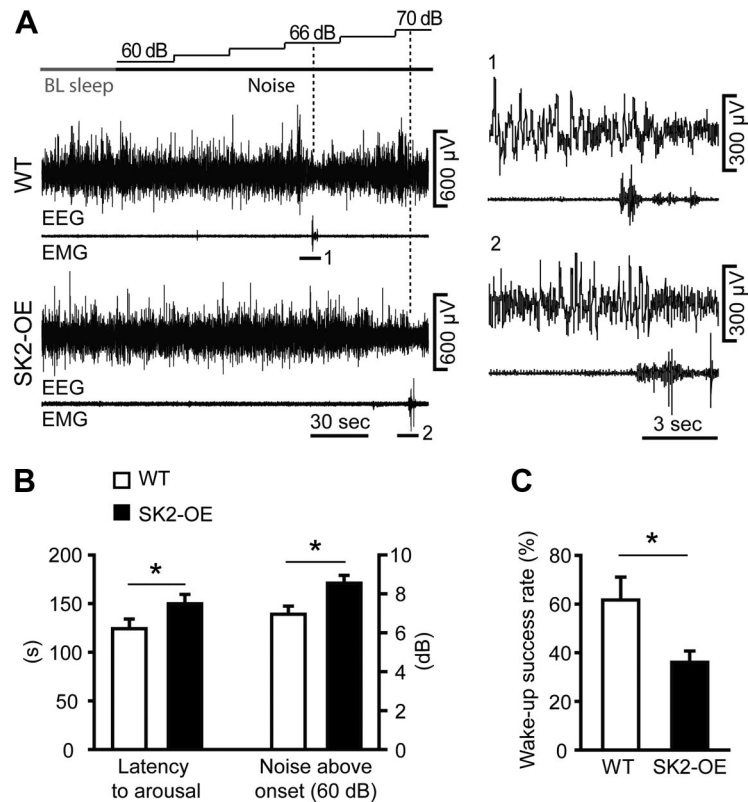 A
60 dB
66 dB
70 dB
BL sleep
Noise
WT
600 µV
EEG
EMG
1
SK2-OE
600 µV
EEG
EMG
30 sec
2
1
300 µV
2
300 µV
3 sec
B
WT
SK2-OE
200
150
100
50
0
(s)
*
*
10
8
6
4
2
0
(dB)
Latency
to arousal
Noise above
onset (60 dB)
C
Wake-up success rate (%)
80
60
40
20
0
*
WT
SK2-OE